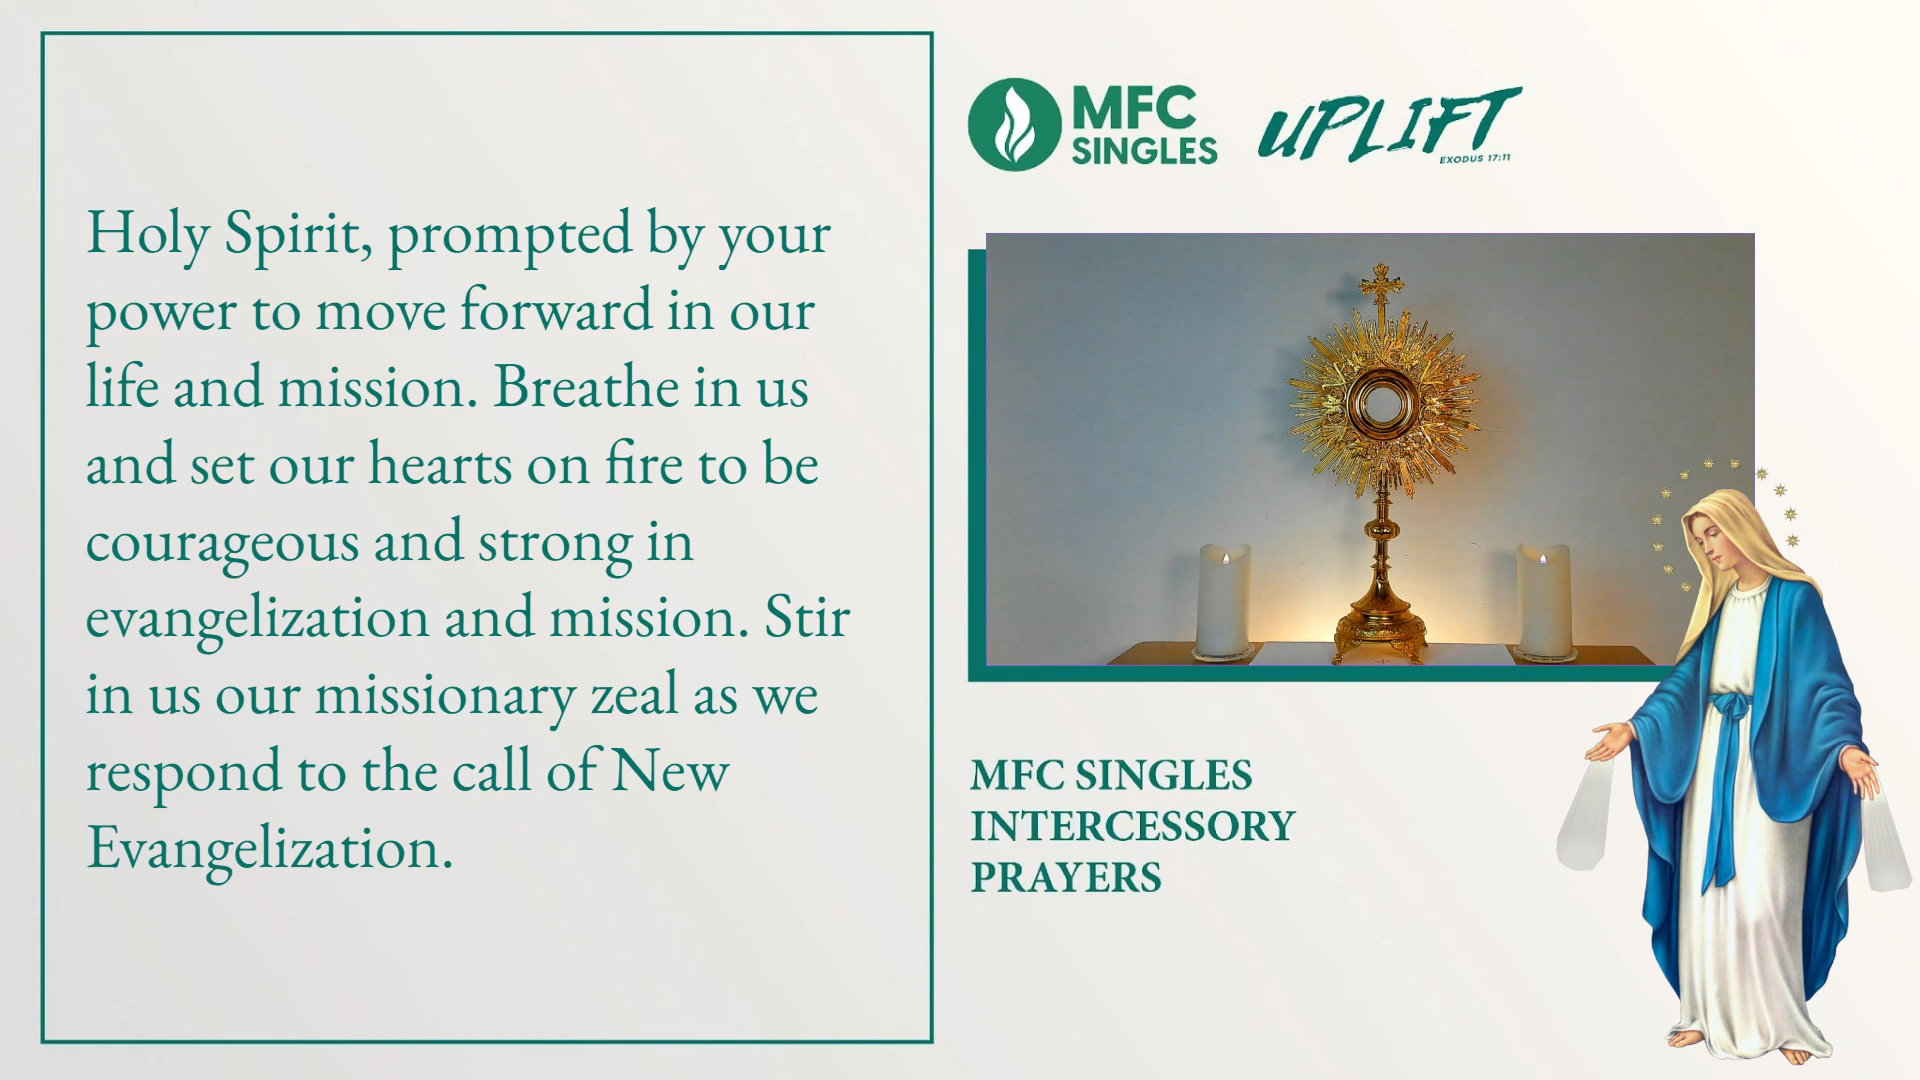 Holy Spirit, prompted by your
power to move forward in our
life and mission. Breathe in us
and set our hearts on fire to be
courageous and strong in
evangelization and mission. Stir
in us our missionary zeal as we
respond to the call of New
Evangelization.
MFC
SINGLES
UPLIFT
EXODUS 17:11
MFC SINGLES
INTERCESSORY
PRAYERS